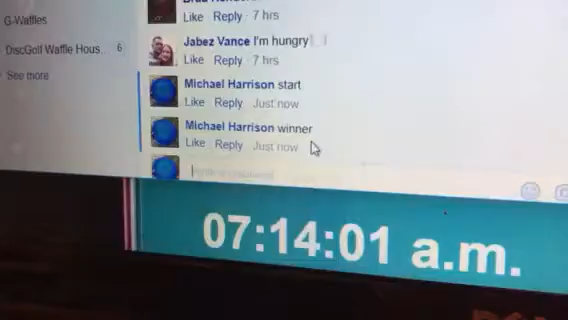 G-Waffles
DiscGolf Waffle Hous... 6
See more
Like Reply 7 hrs
Jabez Vance I'm hungry
Like Reply 7 hrs
Michael Harrison start
Like Reply Just now
Michael Harrison winner
Like Reply Just now
07:14:01 a.m.